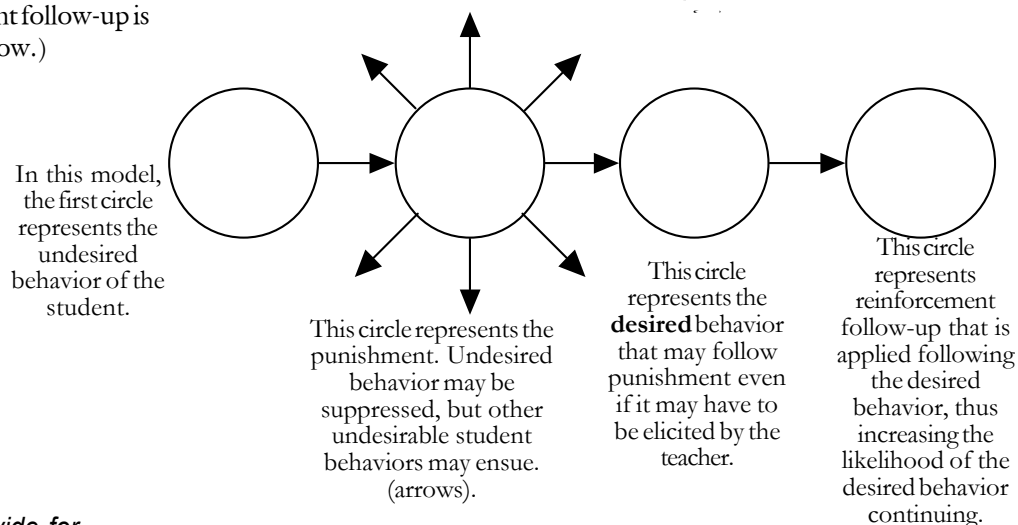 nt follow-up is
ow.)
In this model,
the first circle
represents the
undesired
behavior of the
student.
This circle represents the
punishment. Undesired
behavior may be
suppressed, but other
undesirable student
behaviors may ensue.
(arrows).
This circle
represents the
desired behavior
that may follow
punishment even
if it may have to
be elicited by the
teacher.
This circle
represents
reinforcement
follow-up that is
applied following
the desired
behavior, thus
increasing the
likelihood of the
desired behavior
continuing.